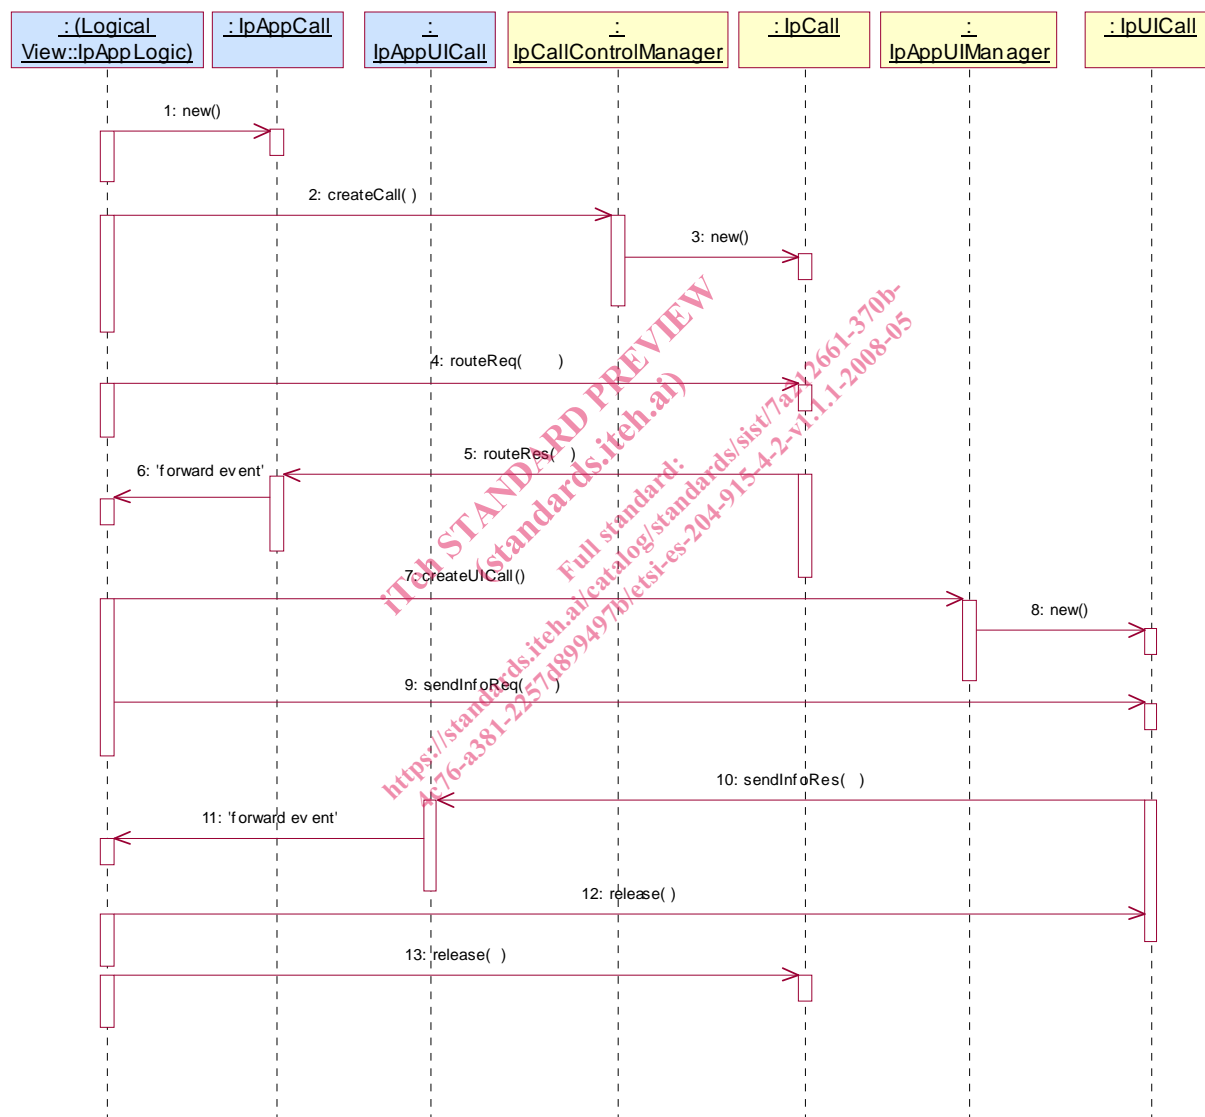 : (Logical
View::IpAppLogic)
: IpAppCall
:
IpAppUICall
:
IpCallControlManager
: IpCall
:
IpAppUIManager
: IpUICall
1: new()
2: createCall( )
3: new()
4: routeReq( )
5: routeRes( )
6: 'forward event'
7: createUICall()
8: new()
9: sendInfoReq( )
10: sendInfoRes( )
11: 'forward event'
12: release( )
13: release( )
iTeh STANDARD PREVIEW
(standards.iteh.ai)
Full standard:
https://standards.iteh.ai/catalog/standards/sist/7a212661-370b-
4c76-a381-2257d899497b/etsi-es-204-915-4-2-v1.1.1-2008-05